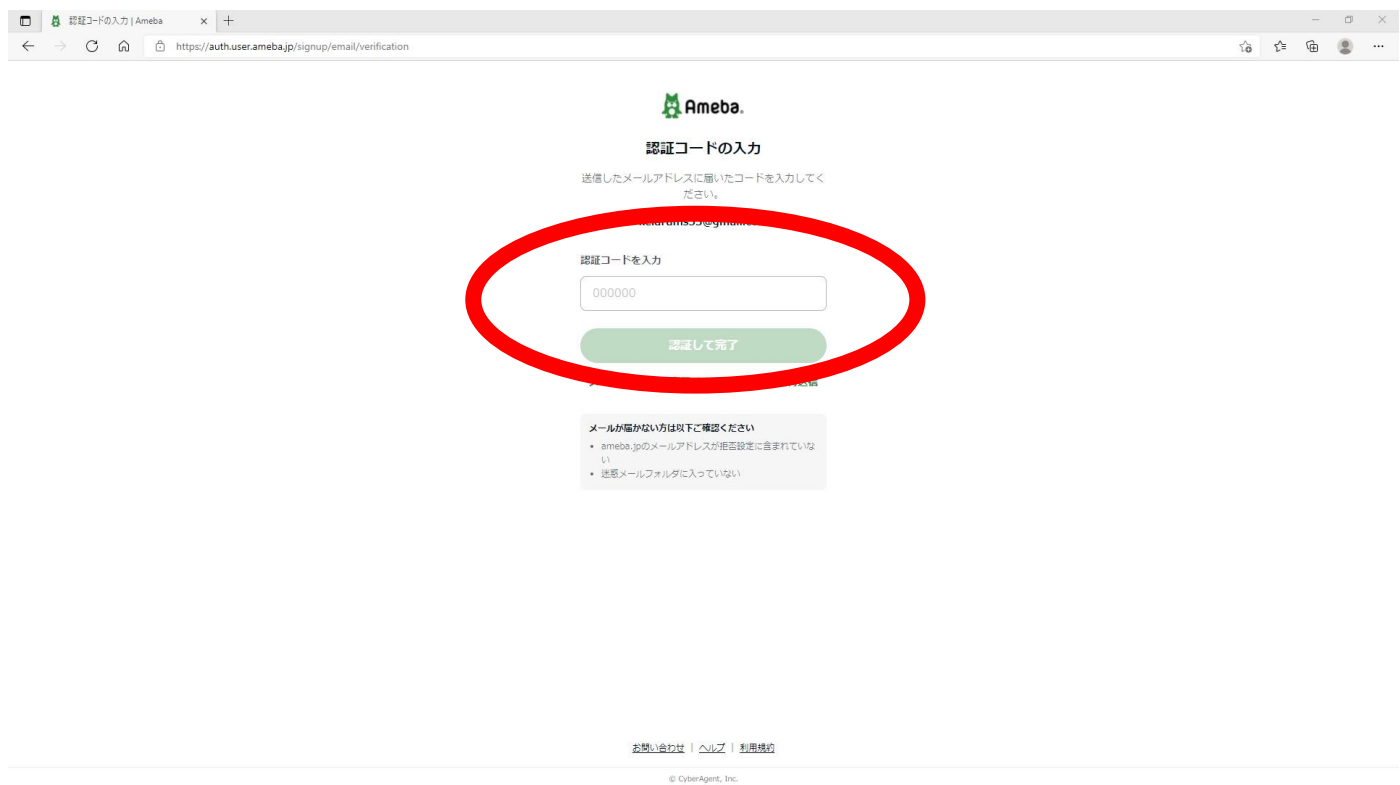 認証コードの入力 | Ameba
https://auth.user.ameba.jp/signup/email/verification
Ameba.
認証コードの入力
送信したメールアドレスに届いたコードを入力してく
ださい。
認証コードを入力
000000
認証して完了
メールが届かない方は以下ご確認ください
• ameba.jpのメールアドレスが拒否設定に含まれていな
い
• 迷惑メールフォルダに入っていない
お問い合わせ | ヘルプ | 利用規約
© CyberAgent, Inc.